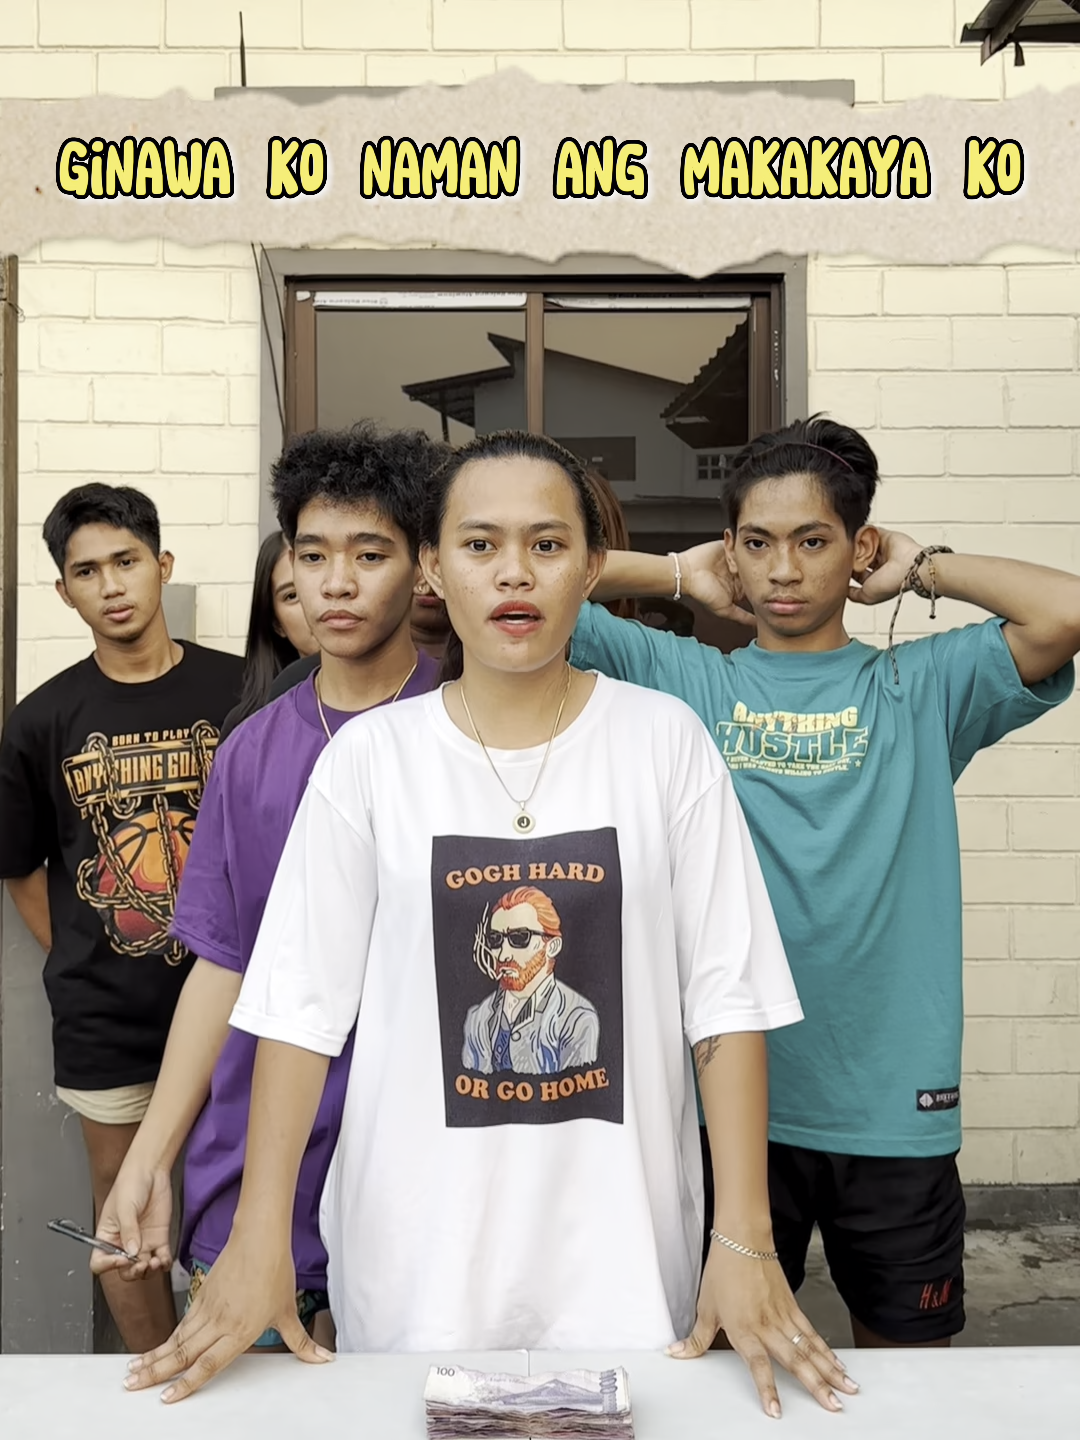 GiNAWA KO NAMAN ANG MAKAKAYA KO
BORN TO PLAY
ANYTHING GOES
ANYTHING
HUSTLE
J
GOGH HARD
OR GO HOME
H&M
100